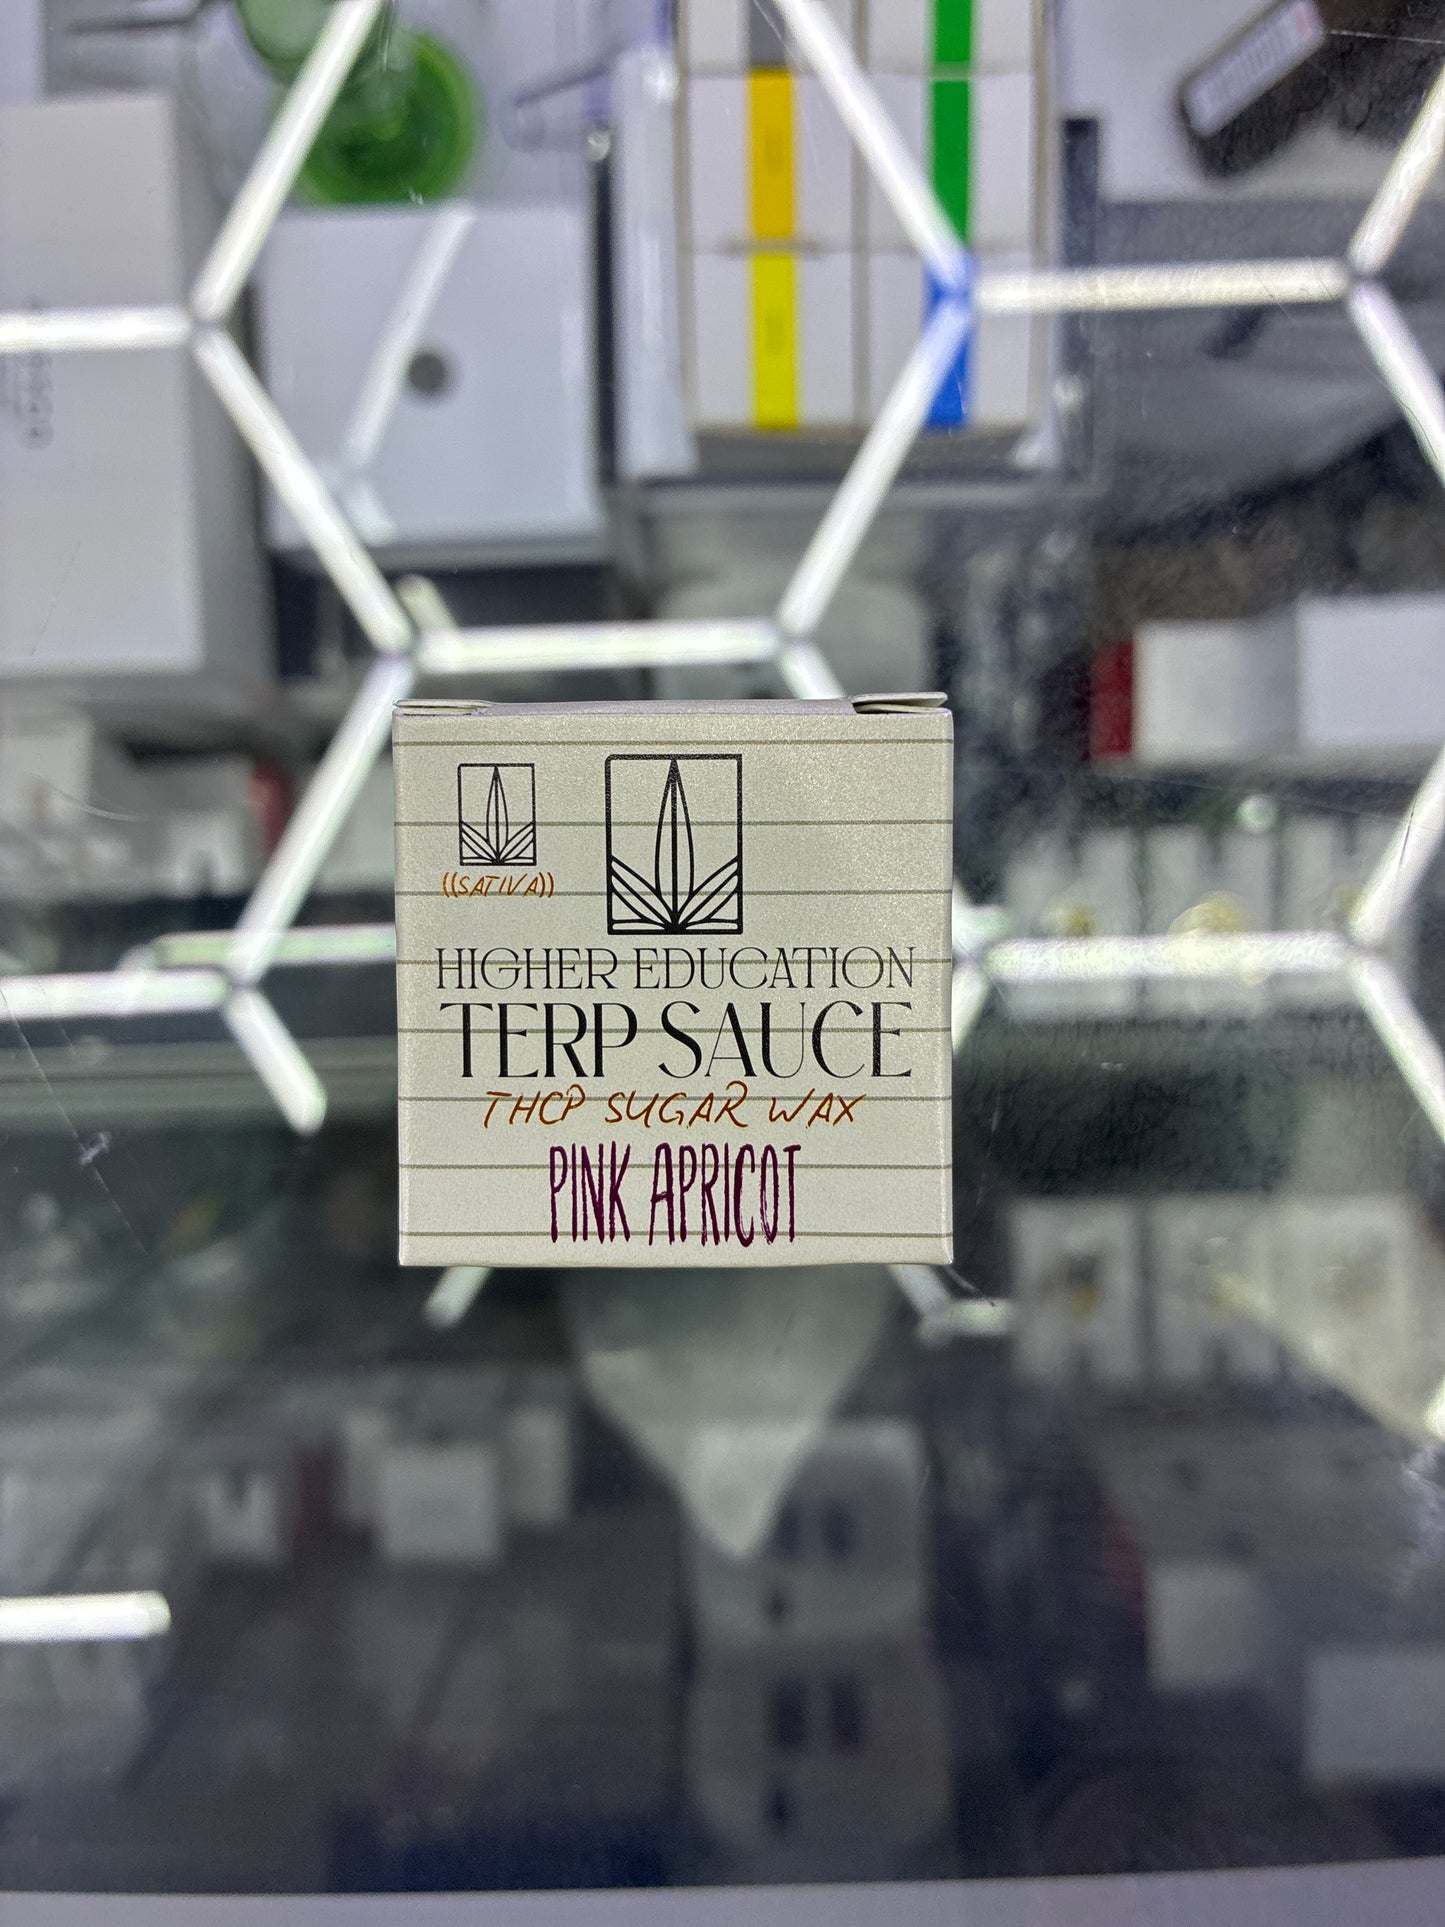 ((SATIVA))
HIGHER EDUCATION
TERP SAUCE
THCP SUGAR WAX
PINK APRICOT